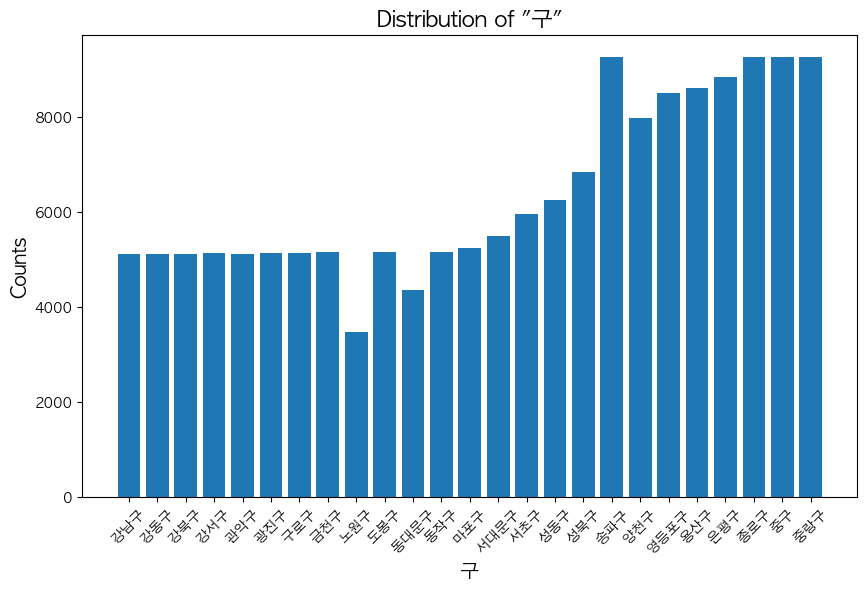 Distribution of "구"
Counts
8000
6000
4000
2000
0
강남구
강동구
강북구
강서구
관악구
광진구
구로구
금천구
노원구
도봉구
동대문구
동작구
마포구
서대문구
서초구
성동구
성북구
송파구
양천구
영등포구
용산구
은평구
종로구
중구
중랑구
구